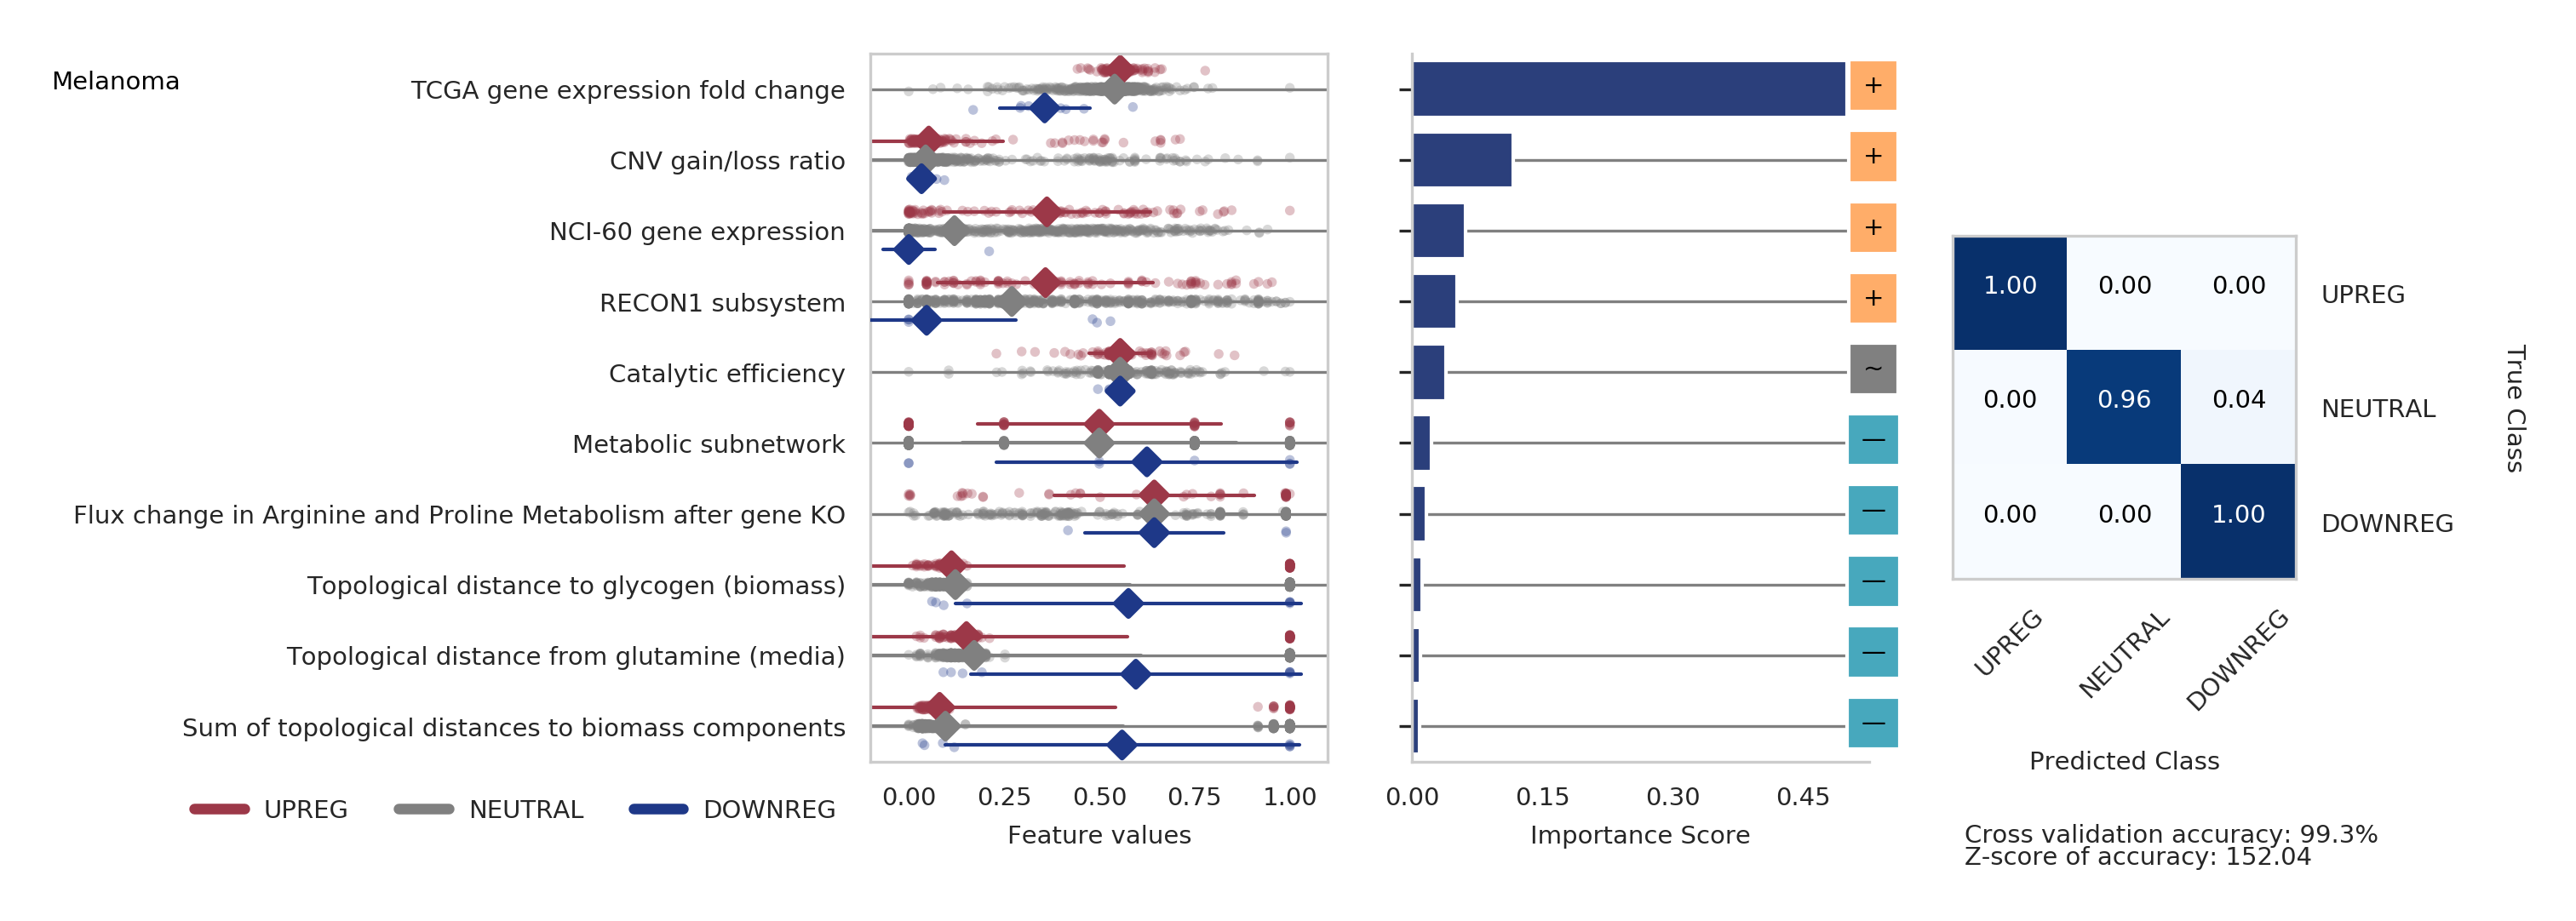 Melanoma
TCGA gene expression fold change
CNV gain/loss ratio
NCI-60 gene expression
RECON1 subsystem
Catalytic efficiency
Metabolic subnetwork
Flux change in Arginine and Proline Metabolism after gene KO
Topological distance to glycogen (biomass)
Topological distance from glutamine (media)
Sum of topological distances to biomass components
UPREG NEUTRAL DOWNREG
0.00 0.25 0.50 0.75 1.00
Feature values
+
+
+
+
~
—
—
—
—
—
0.00 0.15 0.30 0.45
Importance Score
1.00 0.00 0.00 UPREG
0.00 0.96 0.04 NEUTRAL
0.00 0.00 1.00 DOWNREG
True Class
UPREG NEUTRAL DOWNREG
Predicted Class
Cross validation accuracy: 99.3%
Z-score of accuracy: 152.04